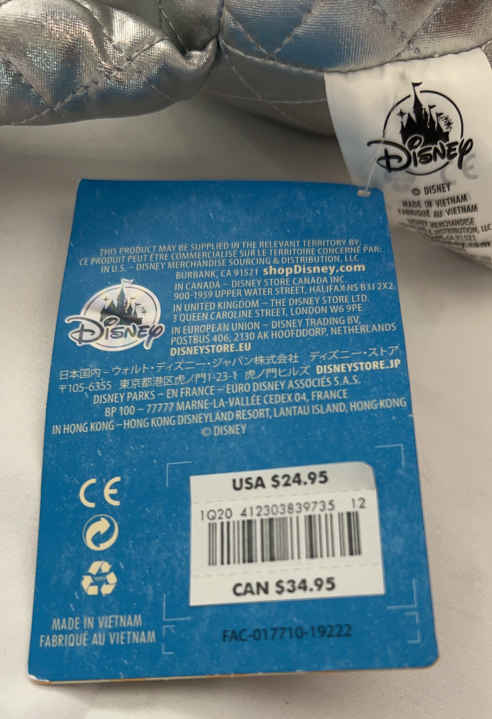 DISNEY
© DISNEY
MADE IN VIETNAM
FABRIQUÉ AU VIETNAM
DISNEY MERCHANDISE
THIS PRODUCT MAY BE SUPPLIED IN THE RELEVANT TERRITORY BY:
CE PRODUIT PEUT ÊTRE COMMERCIALISÉ SUR LE TERRITOIRE CONCERNÉ PAR:
IN U.S. – DISNEY MERCHANDISE SOURCING & DISTRIBUTION, LLC
BURBANK, CA 91521 shopDisney.com
IN CANADA – DISNEY STORE CANADA INC.
900-1959 UPPER WATER STREET, HALIFAX NS B3J 2X2.
IN UNITED KINGDOM – THE DISNEY STORE LTD.
3 QUEEN CAROLINE STREET, LONDON W6 9PE
IN EUROPEAN UNION – DISNEY TRADING BV,
POSTBUS 406, 2130 AK HOOFDDORP, NETHERLANDS
DISNEYSTORE.EU
DISNEY
日本国内–ウォルト・ディズニー・ジャパン株式会社 ディズニー・ストア
〒105-6355 東京都港区虎ノ門1-23-1 虎ノ門ヒルズ DISNEYSTORE.JP
DISNEY PARKS – EN FRANCE – EURO DISNEY ASSOCIÉS S.A.S.
BP 100 – 77777 MARNE-LA-VALLÉE CEDEX 04, FRANCE
IN HONG KONG – HONG KONG DISNEYLAND RESORT, LANTAU ISLAND, HONG KONG
© DISNEY
CE
USA $24.95
1Q20 412303839735 12
CAN $34.95
MADE IN VIETNAM
FABRIQUÉ AU VIETNAM
FAC-017710-19222